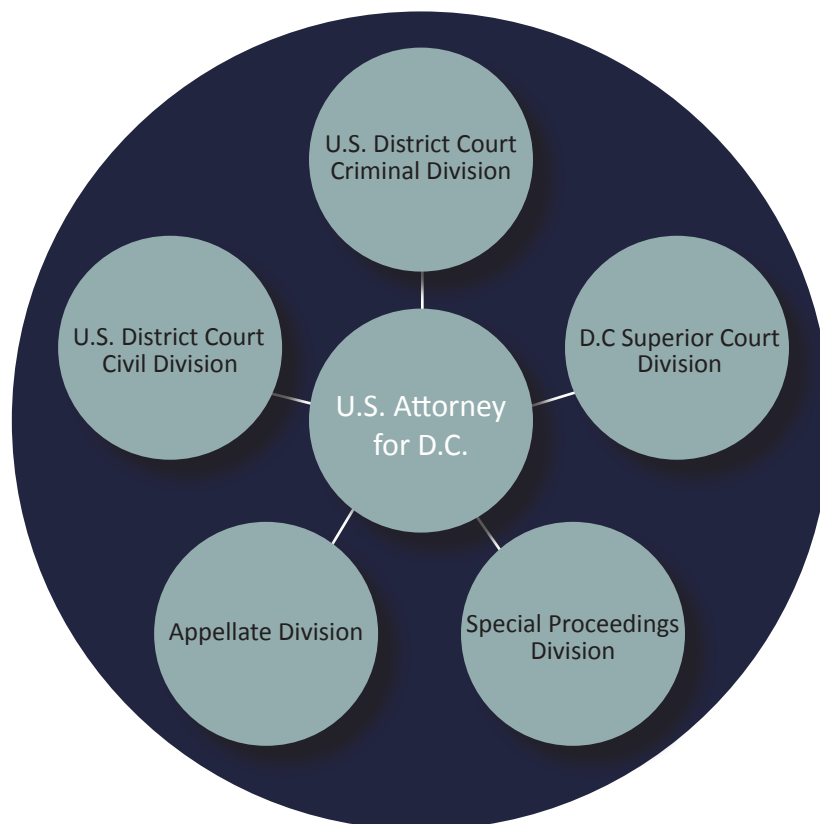 U.S. District Court
Criminal Division
U.S. District Court
Civil Division
D.C Superior Court
Division
U.S. Attorney
for D.C.
Appellate Division
Special Proceedings
Division